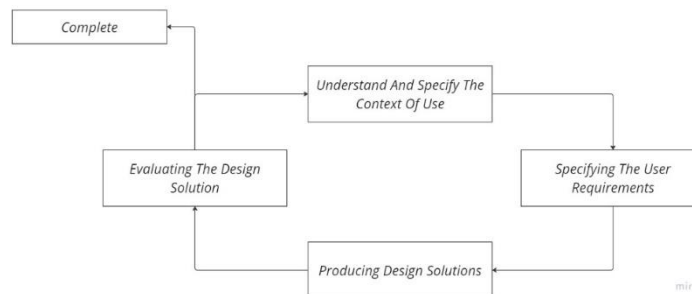 Complete
Understand And Specify The
Context Of Use
Evaluating The Design
Solution
Specifying The User
Requirements
Producing Design Solutions